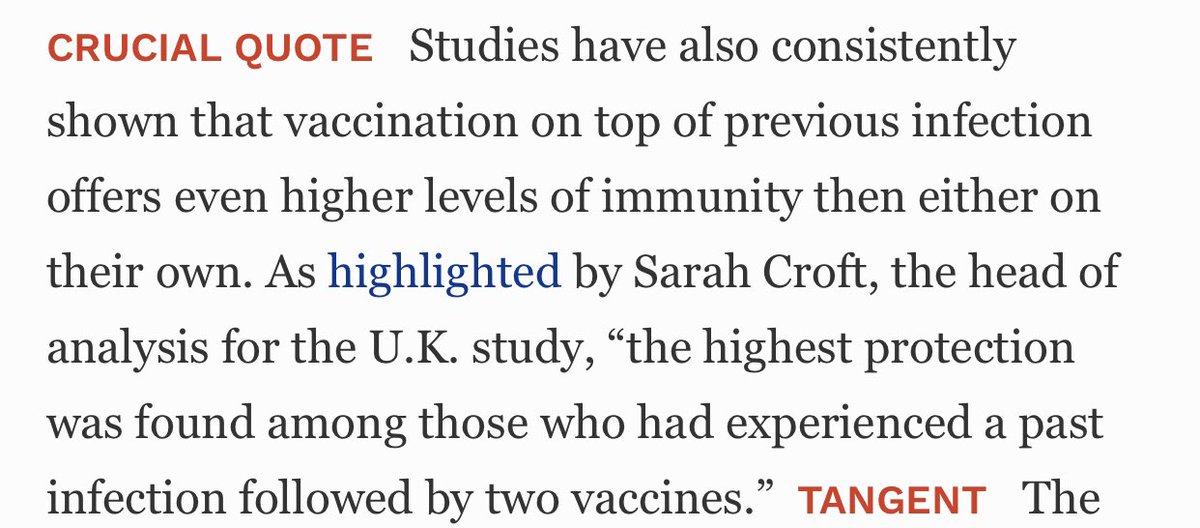 CRUCIAL QUOTE Studies have also consistently
shown that vaccination on top of previous infection
offers even higher levels of immunity then either on
their own. As highlighted by Sarah Croft, the head of
analysis for the U.K. study, “the highest protection
was found among those who had experienced a past
infection followed by two vaccines.” TANGENT The